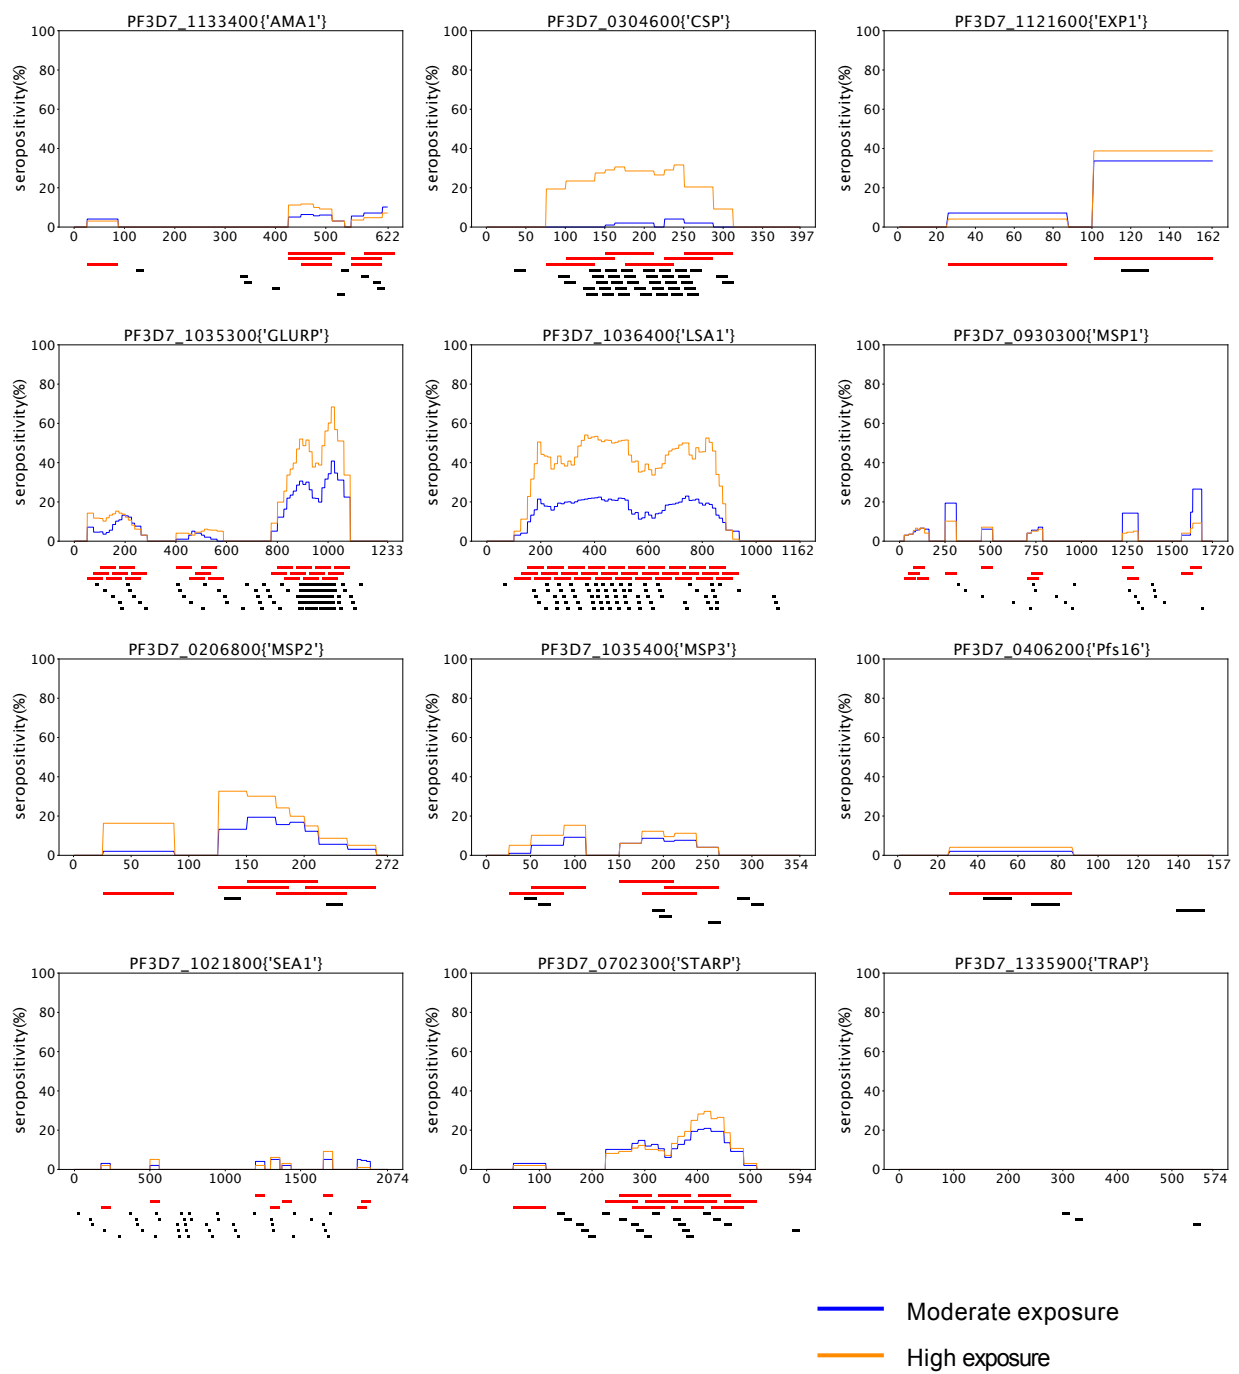 PF3D7_1133400{'AMA1'} PF3D7_0304600{'CSP'} PF3D7_1121600{'EXP1'}
100 100 100
80 80 80
60 60 60
40 40 40
20 20 20
0 0 0
seropositivity(%) seropositivity(%) seropositivity(%)
0 100 200 300 400 500 622 0 50 100 150 200 250 300 350 397 0 20 40 60 80 100 120 140 162
PF3D7_1035300{'GLURP'} PF3D7_1036400{'LSA1'} PF3D7_0930300{'MSP1'}
100 100 100
80 80 80
60 60 60
40 40 40
20 20 20
0 0 0
seropositivity(%) seropositivity(%) seropositivity(%)
0 200 400 600 800 1000 1233 0 200 400 600 800 1000 1162 0 250 500 750 1000 1250 1500 1720
PF3D7_0206800{'MSP2'} PF3D7_1035400{'MSP3'} PF3D7_0406200{'Pfs16'}
100 100 100
80 80 80
60 60 60
40 40 40
20 20 20
0 0 0
seropositivity(%) seropositivity(%) seropositivity(%)
0 50 100 150 200 272 0 50 100 150 200 250 300 354 0 20 40 60 80 100 120 140 157
PF3D7_1021800{'SEA1'} PF3D7_0702300{'STARP'} PF3D7_1335900{'TRAP'}
100 100 100
80 80 80
60 60 60
40 40 40
20 20 20
0 0 0
seropositivity(%) seropositivity(%) seropositivity(%)
0 500 1000 1500 2074 0 100 200 300 400 500 594 0 100 200 300 400 500 574
Moderate exposure
High exposure